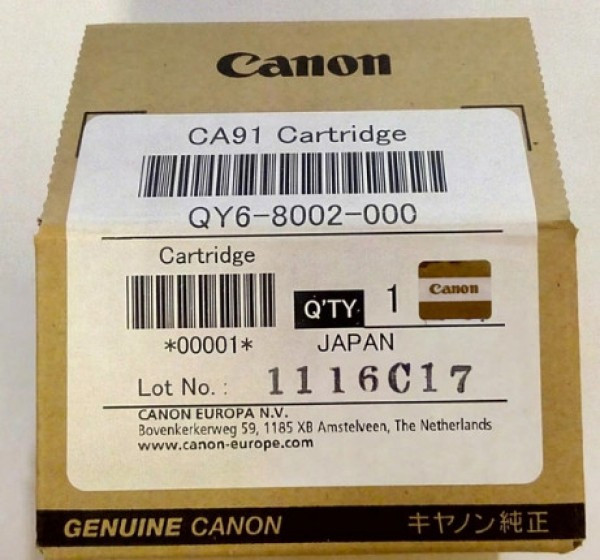 Canon
CA91 Cartridge
QY6-8002-000
Cartridge
Q'TY 1 Canon
*00001* JAPAN
Lot No.: 1116C17
CANON EUROPA N.V.
Bovenkerkerweg 59, 1185 XB Amstelveen, The Netherlands
www.canon-europe.com
GENUINE CANON キヤノン純正